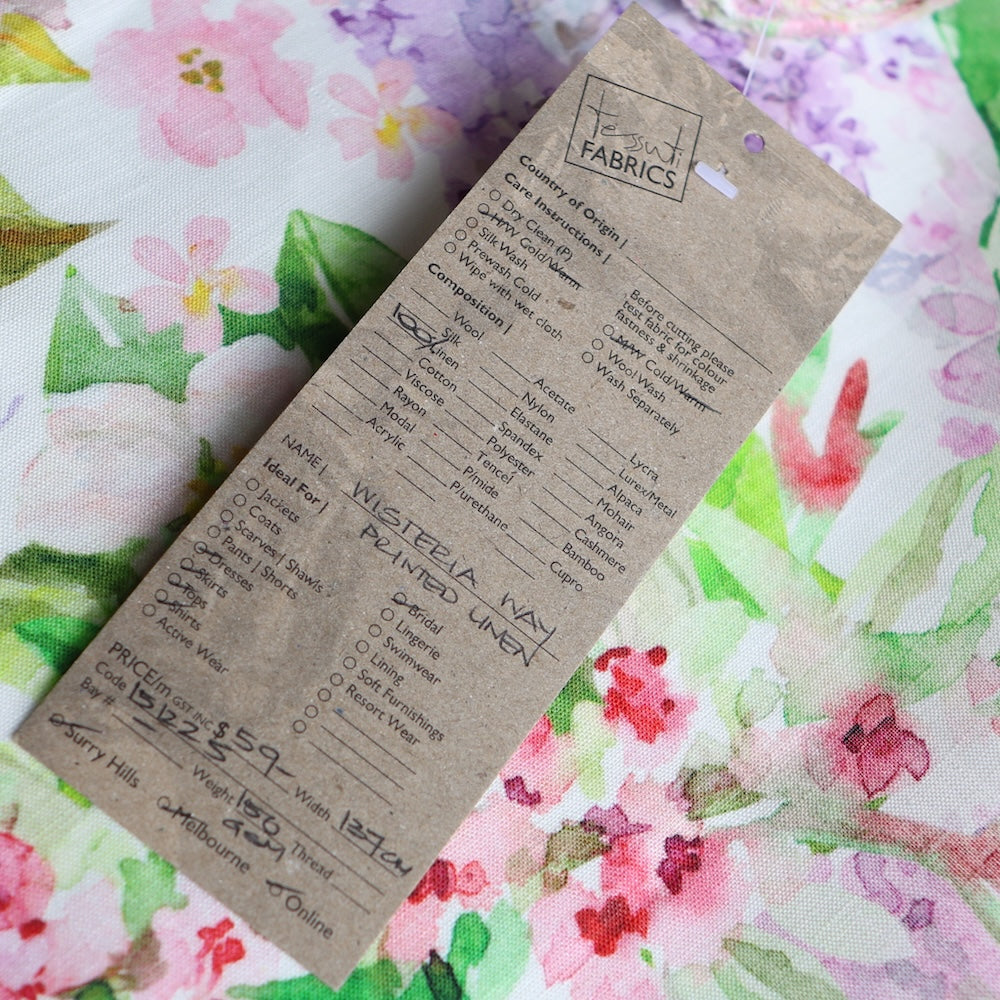 Tessuti
FABRICS
Country of Origin |
Care Instructions |
Dry Clean (P)
H/W Cold/Warm
Silk Wash
Prewash Cold
Wipe with wet cloth
Before cutting please
test fabric for colour
fastness & shrinkage
M/W Cold/Warm
Wool Wash
Wash Separately
Composition |
Wool
Silk
100% Linen
Cotton
Viscose
Rayon
Modal
Acrylic
Acetate
Nylon
Elastane
Spandex
Polyester
Tencel
P/mide
P/urethane
Lycra
Lurex/Metal
Alpaca
Mohair
Angora
Cashmere
Bamboo
Cupro
NAME | WISTERIA WAY
PRINTED LINEN
Ideal For |
Jackets
Coats
Scarves | Shawls
Pants | Shorts
Dresses
Skirts
Tops
Shirts
Active Wear
Bridal
Lingerie
Swimwear
Lining
Soft Furnishings
Resort Wear
PRICE/m GST INC $59-
Code 151225
Width 137cm
Bay #
Weight 150 GSM
Thread
Surry Hills
Melbourne
Online